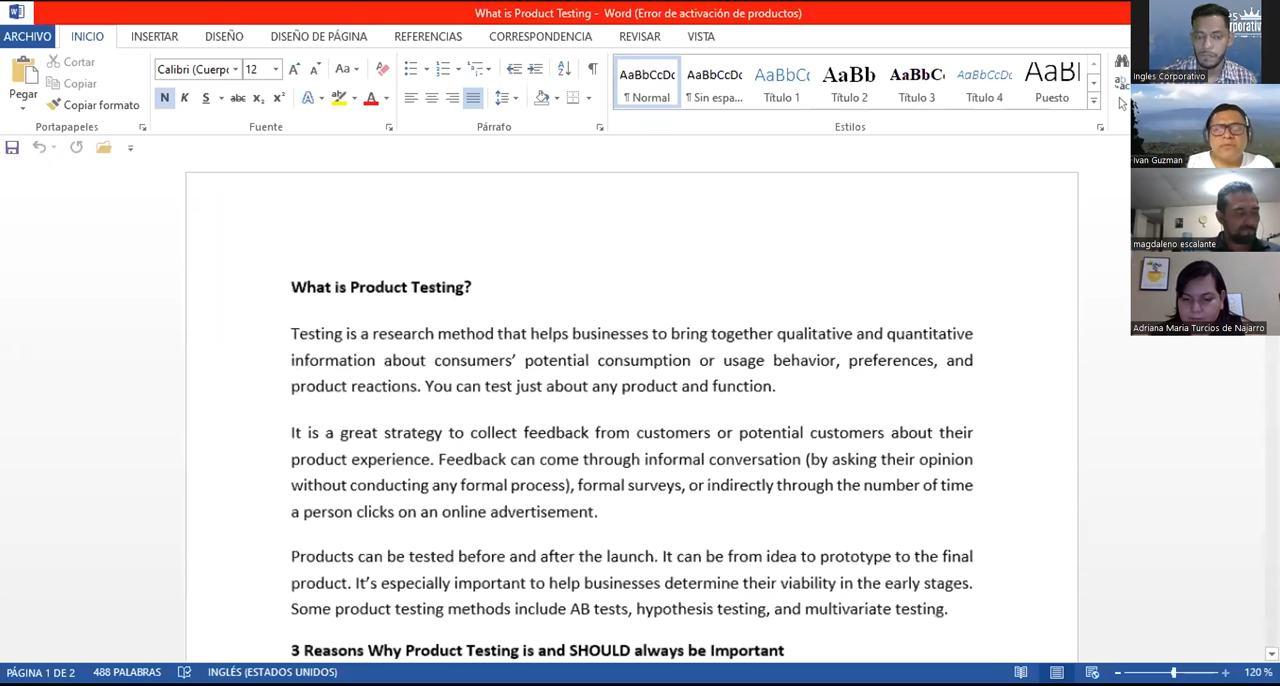 What is Product Testing - Word (Error de activación de productos)
ARCHIVO INICIO INSERTAR DISEÑO DISEÑO DE PÁGINA REFERENCIAS CORRESPONDENCIA REVISAR VISTA
Pegar
Cortar
Copiar
Copiar formato
Portapapeles
Calibri (Cuerp 12
Aa
N K S abc x₂ x²
Fuente
Párrafo
AaBbCcDc AaBbCcDc AaBbCc AaBb AaBbC AaBbCcDc AaBl
¶ Normal ¶ Sin espa... Título 1 Título 2 Título 3 Título 4 Puesto
Estilos
Ingles Corporativo
Ivan Guzman
magdaleno escalante
Adriana Maria Turcios de Najarro
What is Product Testing?
Testing is a research method that helps businesses to bring together qualitative and quantitative
information about consumers’ potential consumption or usage behavior, preferences, and
product reactions. You can test just about any product and function.
It is a great strategy to collect feedback from customers or potential customers about their
product experience. Feedback can come through informal conversation (by asking their opinion
without conducting any formal process), formal surveys, or indirectly through the number of time
a person clicks on an online advertisement.
Products can be tested before and after the launch. It can be from idea to prototype to the final
product. It’s especially important to help businesses determine their viability in the early stages.
Some product testing methods include AB tests, hypothesis testing, and multivariate testing.
3 Reasons Why Product Testing is and SHOULD always be Important
PÁGINA 1 DE 2 488 PALABRAS INGLÉS (ESTADOS UNIDOS) 120 %